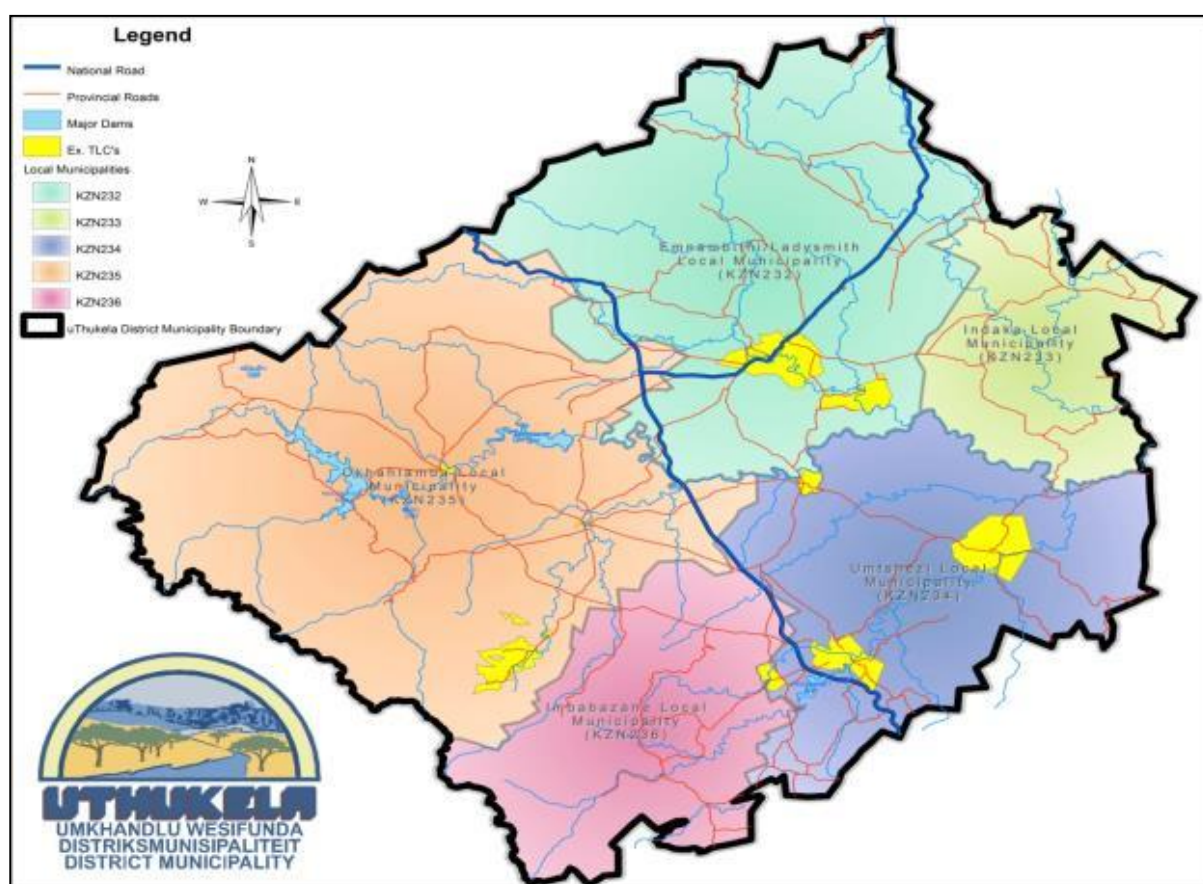 Legend
National Road
Provincial Roads
Major Dams
Ex. TLC's
Local Municipalities
KZN232
KZN233
KZN234
KZN235
KZN236
uThukela District Municipality Boundary
N
W E
S
Emnambithi/Ladysmith
Local Municipality
(KZN232)
Indaka Local
Municipality
(KZN233)
Okhahlamba Local
Municipality
(KZN235)
Umtshezi Local
Municipality
(KZN234)
Imbabazane Local
Municipality
(KZN236)
UTHUKELA
UMKHANDLU WESIFUNDA
DISTRIKSMUNISIPALITEIT
DISTRICT MUNICIPALITY